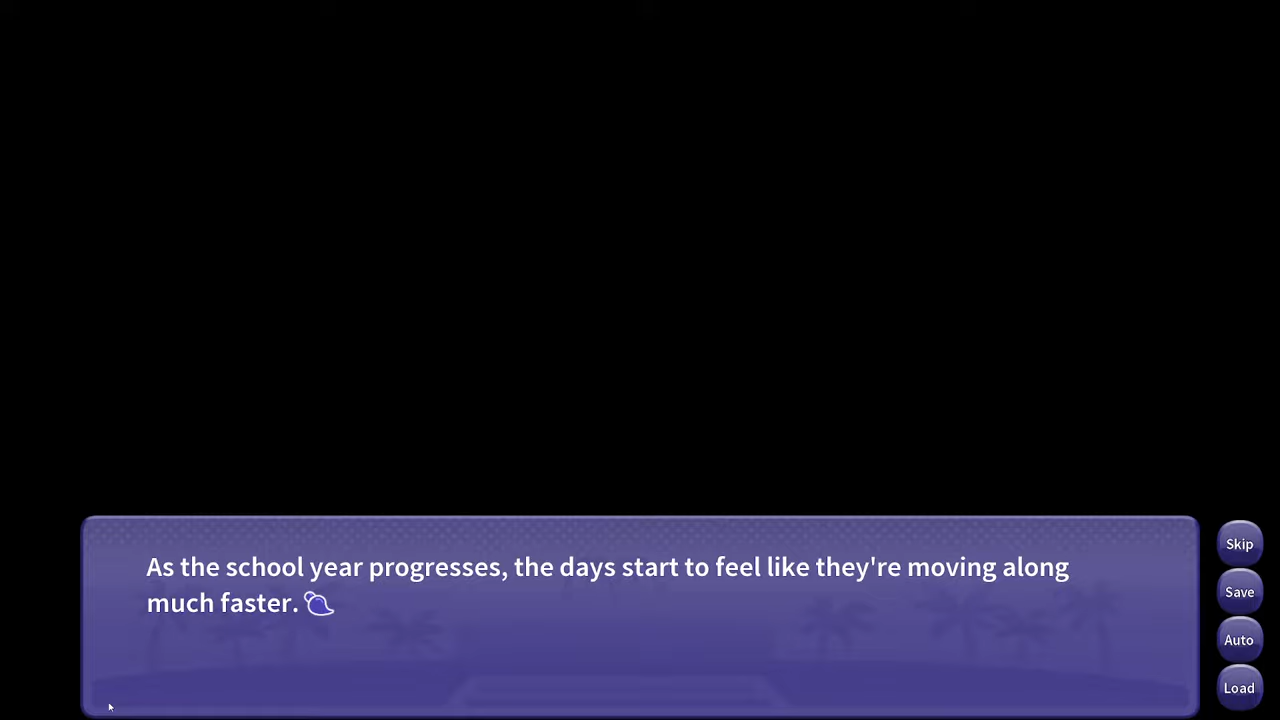 As the school year progresses, the days start to feel like they're moving along
much faster.
Skip
Save
Auto
Load